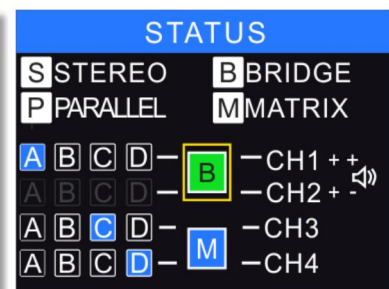 STATUS
S STEREO B BRIDGE
P PARALLEL M MATRIX
A B C D B CH1 + +
A B C D CH2 + -
A B C D M CH3
A B C D CH4